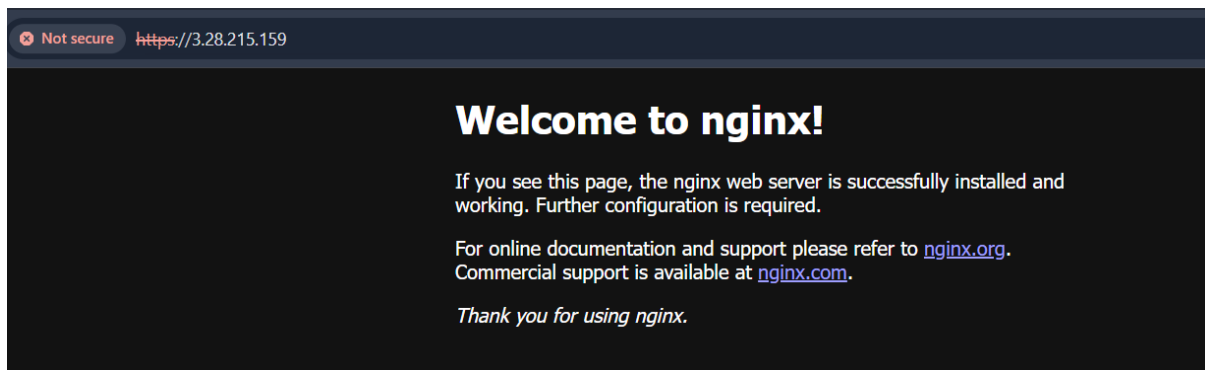 Not secure https://3.28.215.159
Welcome to nginx!
If you see this page, the nginx web server is successfully installed and
working. Further configuration is required.
For online documentation and support please refer to nginx.org.
Commercial support is available at nginx.com.
Thank you for using nginx.